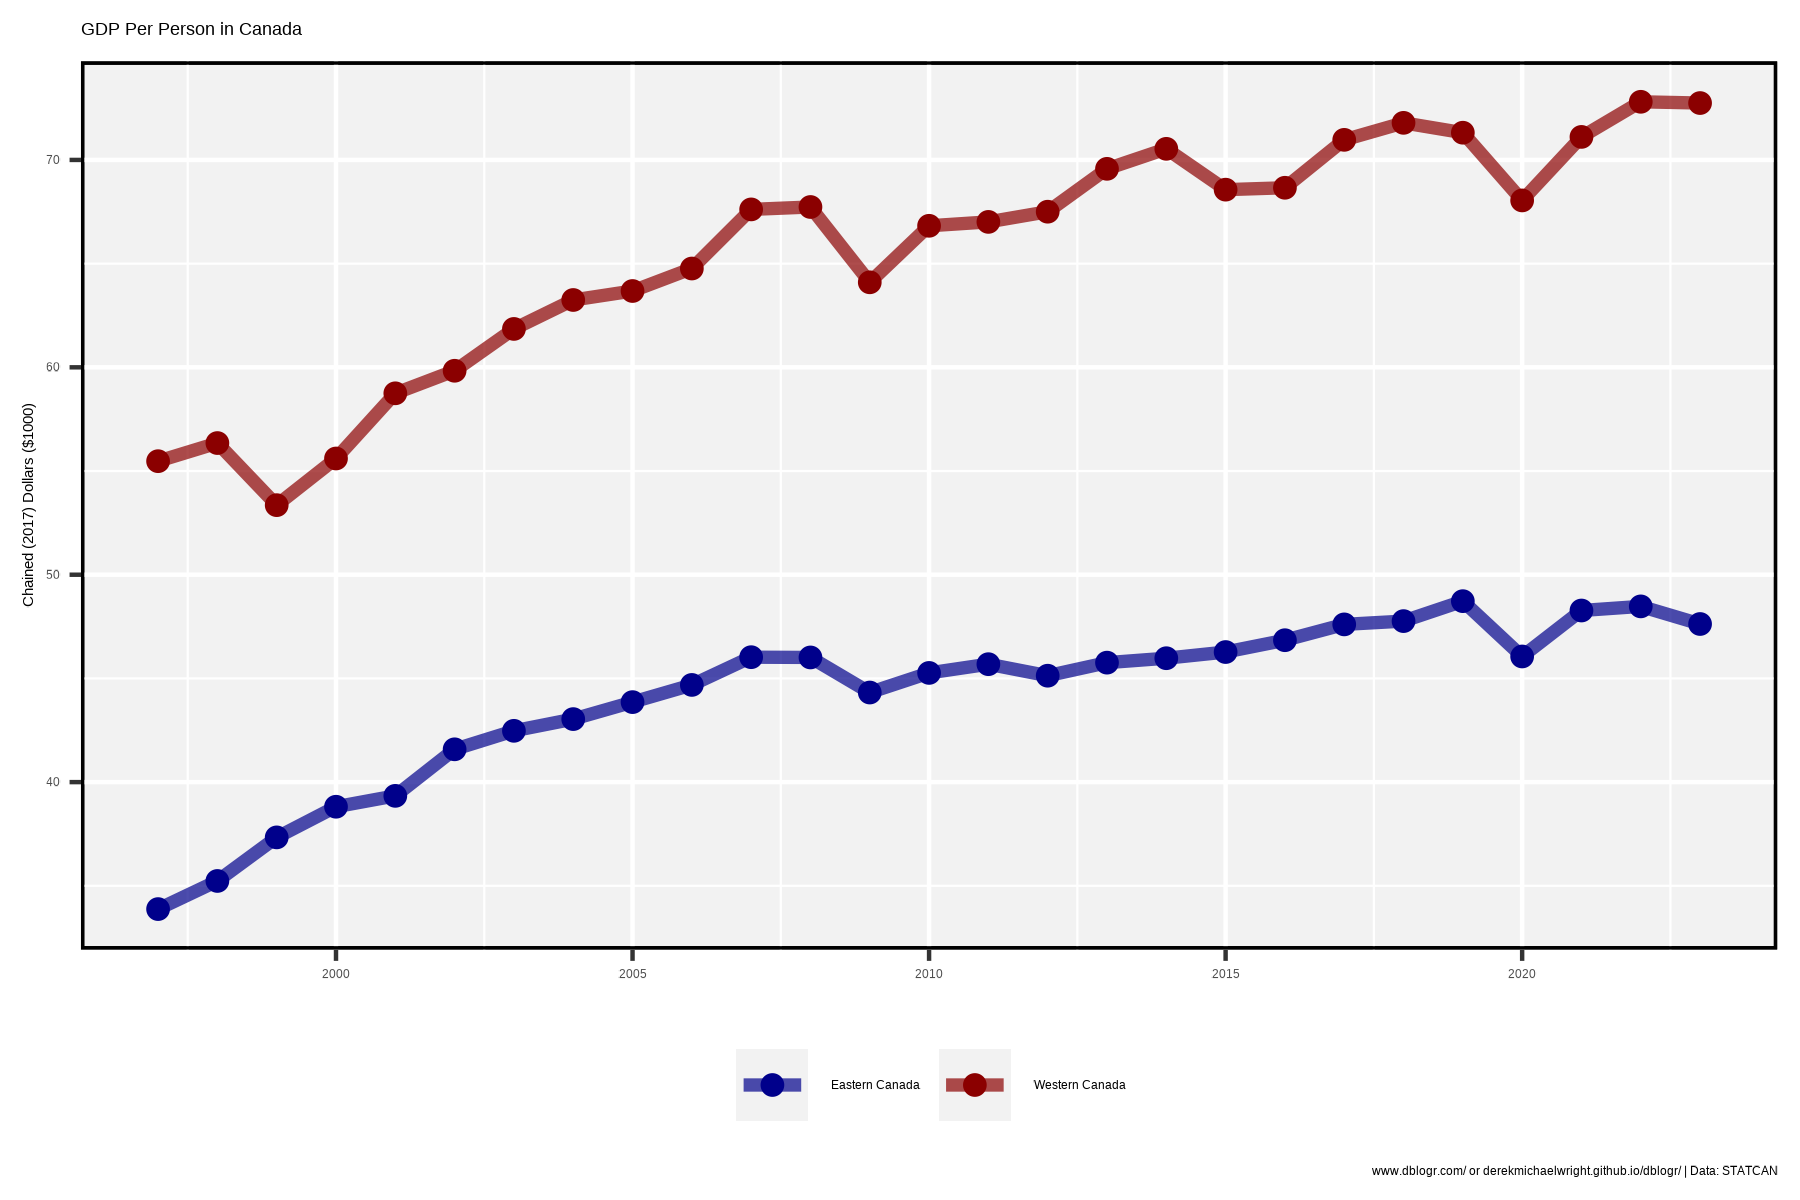 GDP Per Person in Canada
Chained (2017) Dollars ($1000)
70
60
50
40
2000
2005
2010
2015
2020
Eastern Canada
Western Canada
www.dblogr.com/ or derekmichaelwright.github.io/dblogr/ | Data: STATCAN